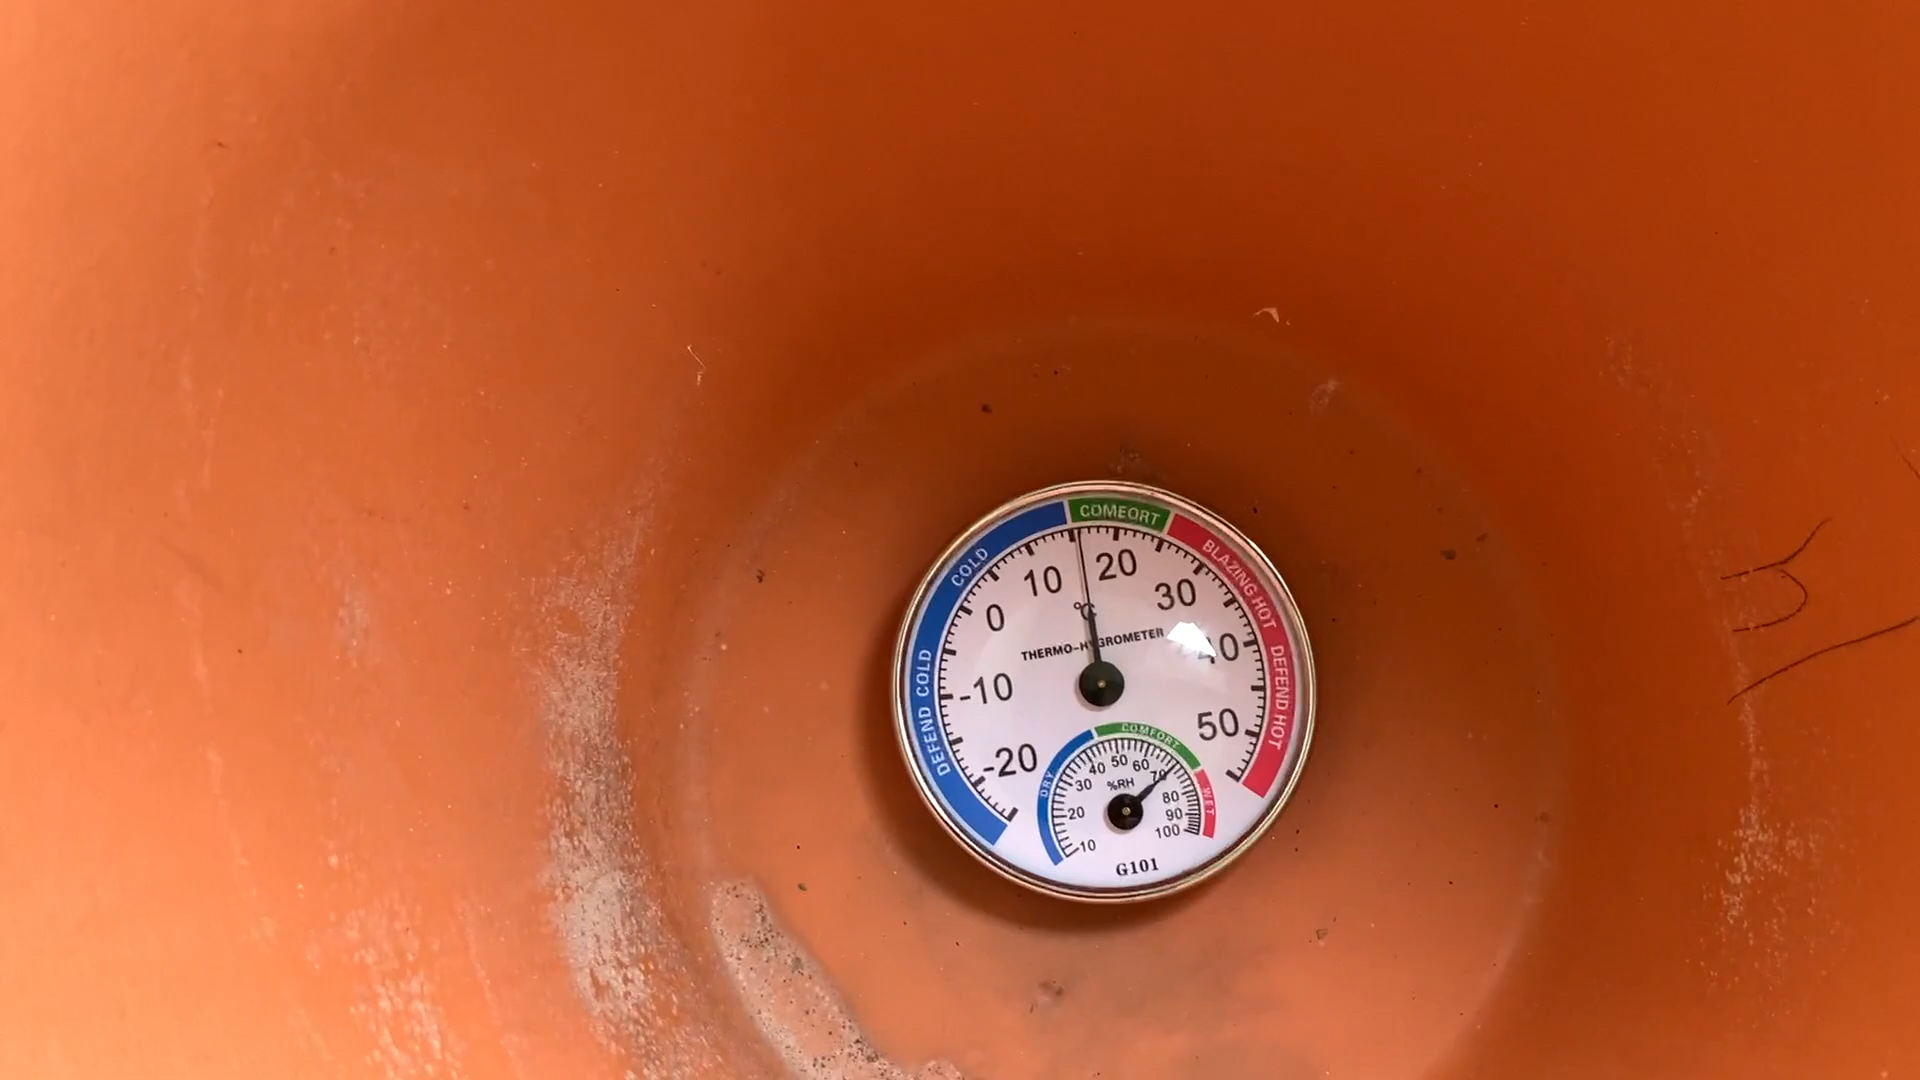 DEFEND COLD
COLD
COMEORT
BLAZING HOT
DEFEND HOT
-20
-10
0
10
20
30
40
50
°C
THERMO-HYGROMETER
DRY
COMFORT
WET
10
20
30
40
50
60
70
80
90
100
%RH
G101